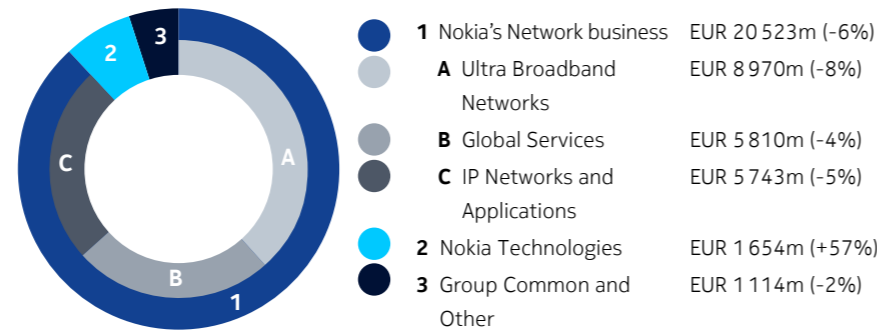 2
3
C
A
B
1
1 Nokia's Network business EUR 20 523m (-6%)
A Ultra Broadband EUR 8 970m (-8%)
Networks
B Global Services EUR 5 810m (-4%)
C IP Networks and EUR 5 743m (-5%)
Applications
2 Nokia Technologies EUR 1 654m (+57%)
3 Group Common and EUR 1 114m (-2%)
Other